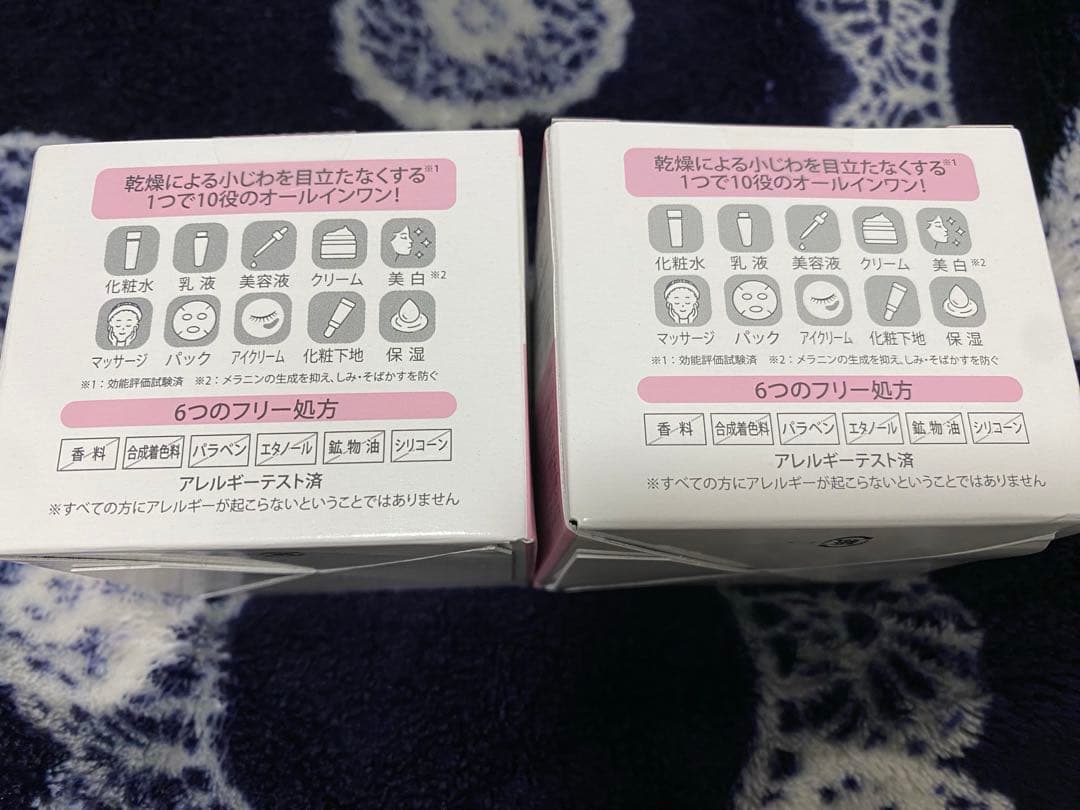 乾燥による小じわを目立たなくする※1
1つで10役のオールインワン!
化粧水 乳液 美容液 クリーム 美白※2
マッサージ パック アイクリーム 化粧下地 保湿
※1:効能評価試験済 ※2:メラニンの生成を抑え、しみ・そばかすを防ぐ
6つのフリー処方
香料 合成着色料 パラベン エタノール 鉱物油 シリコーン
アレルギーテスト済
※すべての方にアレルギーが起こらないということではありません
乾燥による小じわを目立たなくする※1
1つで10役のオールインワン!
化粧水 乳液 美容液 クリーム 美白※2
マッサージ パック アイクリーム 化粧下地 保湿
※1:効能評価試験済 ※2:メラニンの生成を抑え、しみ・そばかすを防ぐ
6つのフリー処方
香料 合成着色料 パラベン エタノール 鉱物油 シリコーン
アレルギーテスト済
※すべての方にアレルギーが起こらないということではありません